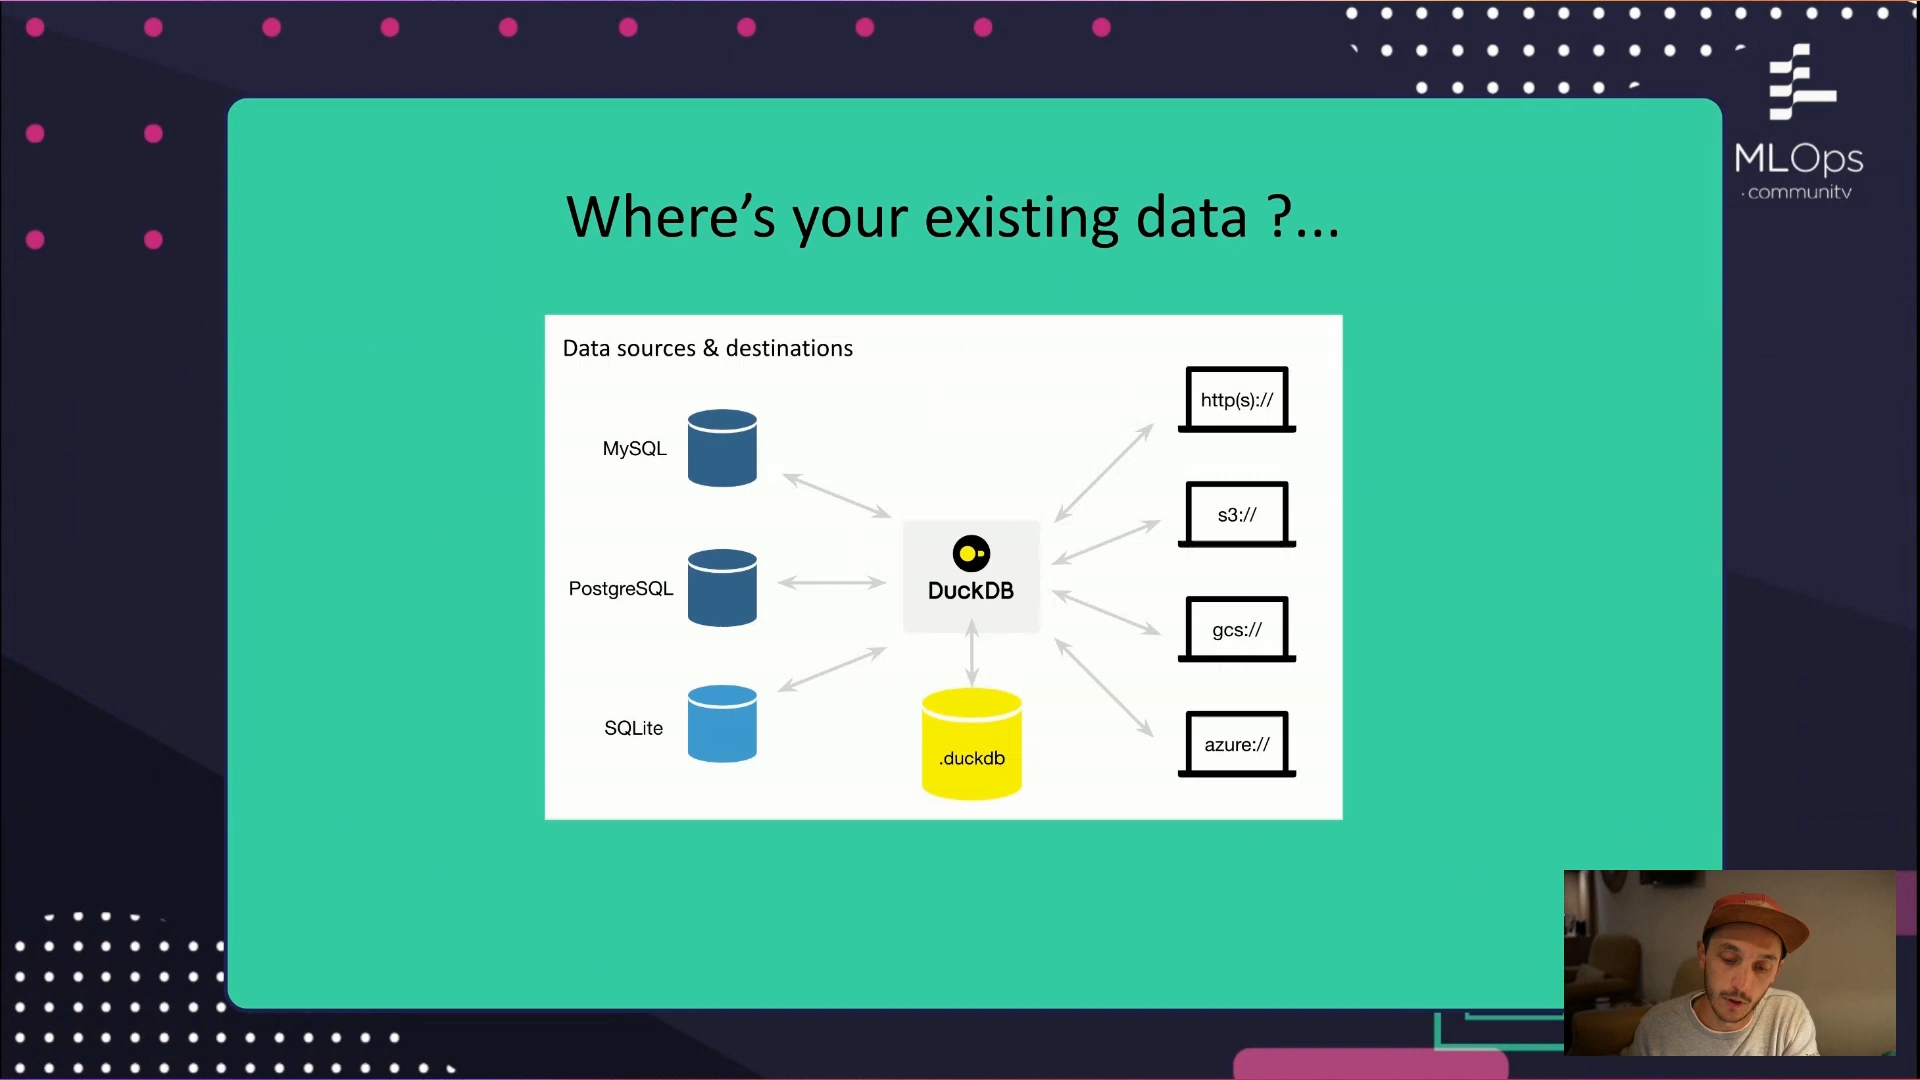 MLOps
.community
Where's your existing data ?...
Data sources & destinations
MySQL
PostgreSQL
SQLite
DuckDB
.duckdb
http(s)://
s3://
gcs://
azure://